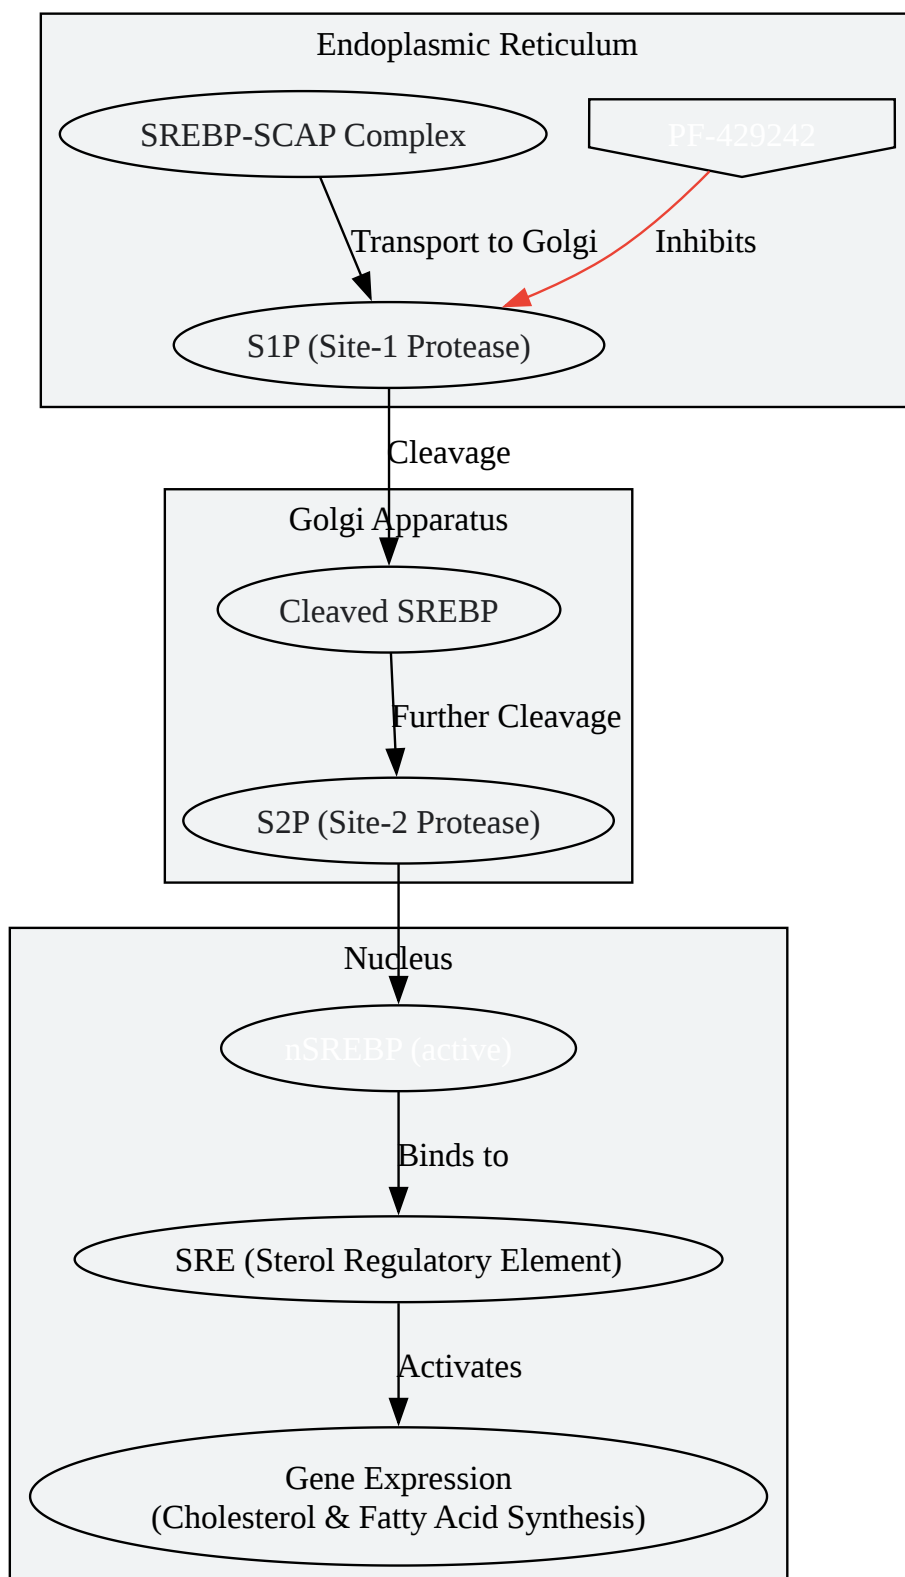 Endoplasmic Reticulum
SREBP-SCAP Complex
PF-429242
Transport to Golgi
Inhibits
S1P (Site-1 Protease)
Cleavage
Golgi Apparatus
Cleaved SREBP
Further Cleavage
S2P (Site-2 Protease)
Nucleus
nSREBP (active)
Binds to
SRE (Sterol Regulatory Element)
Activates
Gene Expression
(Cholesterol & Fatty Acid Synthesis)